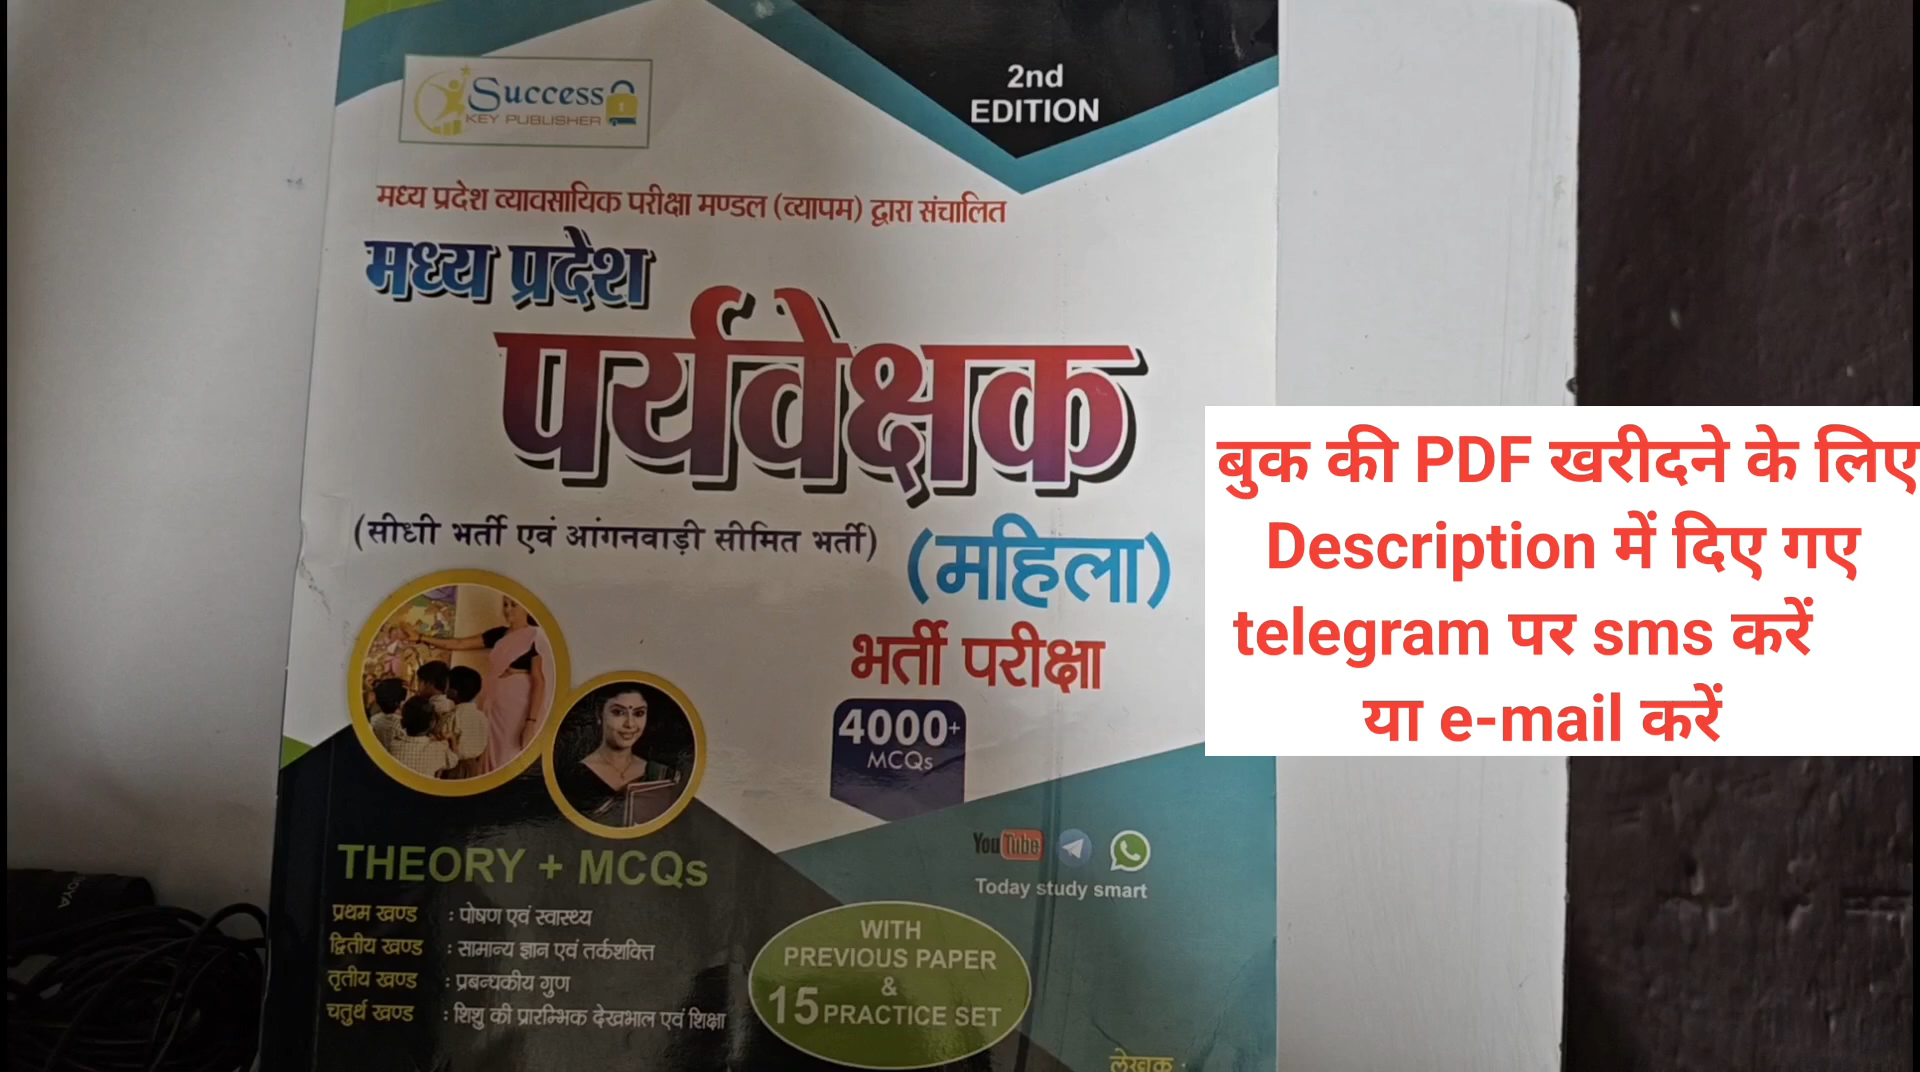 Success
KEY PUBLISHER
2nd
EDITION
मध्य प्रदेश व्यावसायिक परीक्षा मण्डल (व्यापम) द्वारा संचालित
मध्य प्रदेश
पर्यवेक्षक
(सीधी भर्ती एवं आंगनवाड़ी सीमित भर्ती)
(महिला)
भर्ती परीक्षा
4000+
MCQs
बुक की PDF खरीदने के लिए
Description में दिए गए
telegram पर sms करें
या e-mail करें
THEORY + MCQs
You Tube
Today study smart
प्रथम खण्ड : पोषण एवं स्वास्थ्य
द्वितीय खण्ड : सामान्य ज्ञान एवं तर्कशक्ति
तृतीय खण्ड : प्रबन्धकीय गुण
चतुर्थ खण्ड : शिशु की प्रारम्भिक देखभाल एवं शिक्षा
WITH
PREVIOUS PAPER
&
15 PRACTICE SET
लेखक :